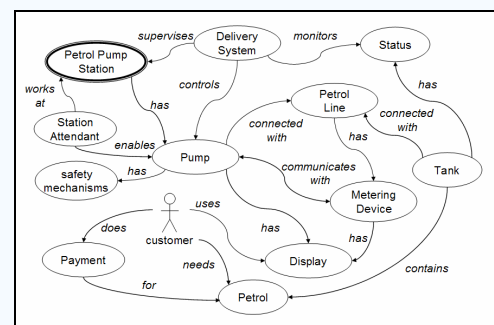 supervises
Delivery
System
monitors
Status
Petrol Pump
Station
works
at
has
controls
Petrol
Line
has
connected
with
Station
Attendant
enables
connected
with
has
Pump
communicates
with
Tank
safety
mechanisms
has
Metering
Device
does
uses
customer
has
has
Payment
needs
Display
contains
for
Petrol